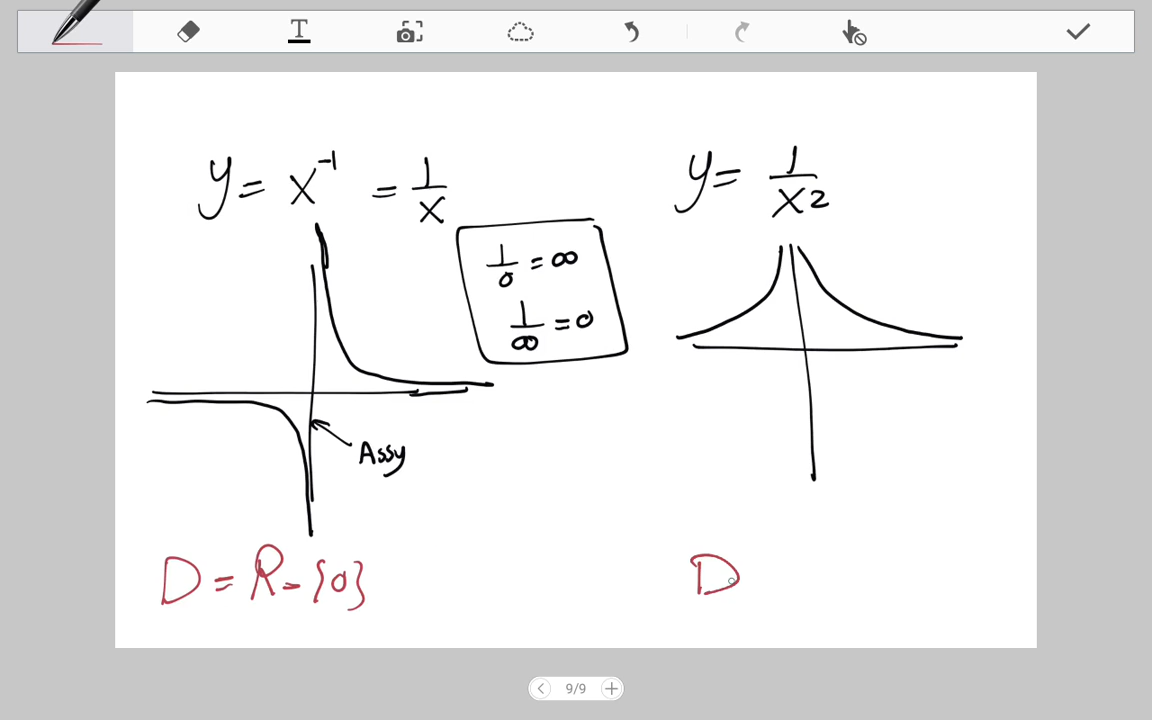 T
y = x⁻¹ = 1/x
y = 1/x²
1/0 = ∞
1/∞ = 0
Assy
D = R - {0}
D
9/9